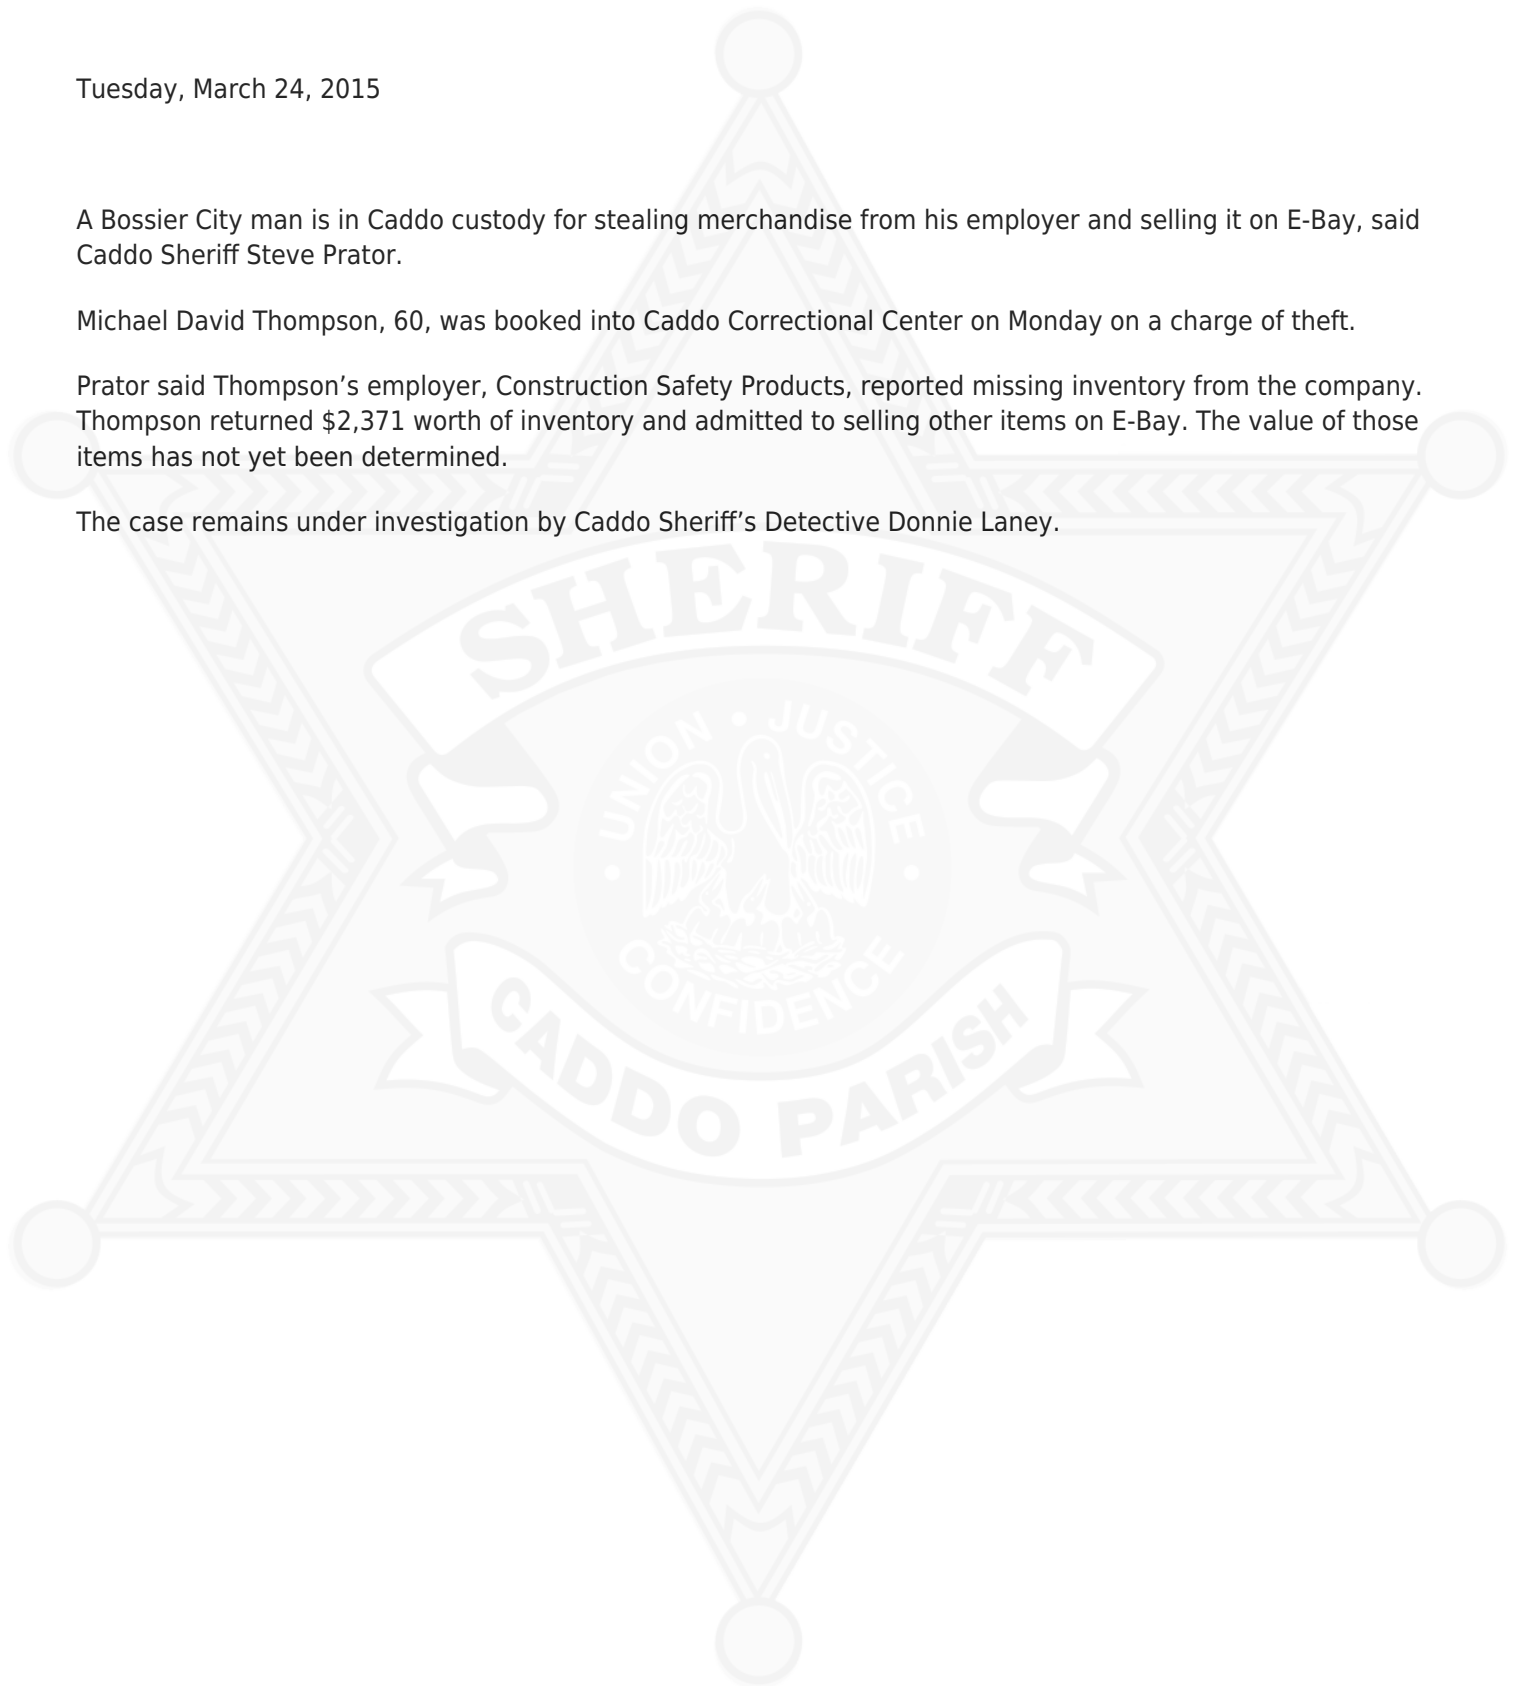 Tuesday, March 24, 2015
A Bossier City man is in Caddo custody for stealing merchandise from his employer and selling it on E-Bay, said
Caddo Sheriff Steve Prator.
Michael David Thompson, 60, was booked into Caddo Correctional Center on Monday on a charge of theft.
Prator said Thompson’s employer, Construction Safety Products, reported missing inventory from the company.
Thompson returned $2,371 worth of inventory and admitted to selling other items on E-Bay. The value of those
items has not yet been determined.
The case remains under investigation by Caddo Sheriff’s Detective Donnie Laney.
SHERIFF
UNION • JUSTICE
• CONFIDENCE •
CADDO PARISH